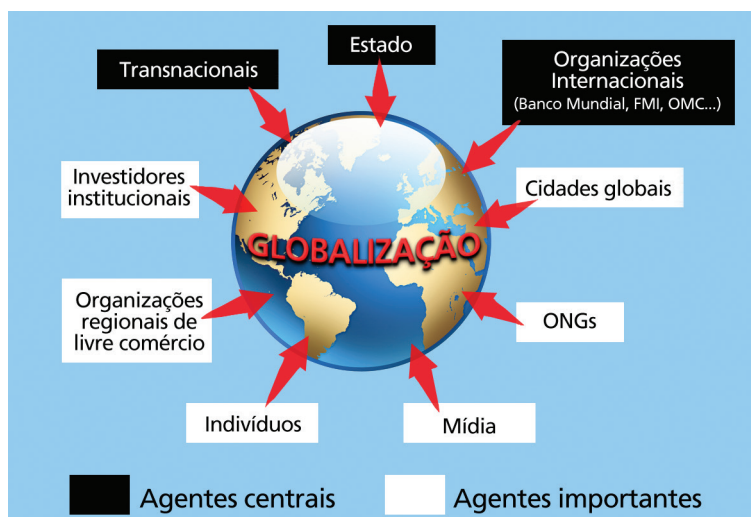 Estado
Transnacionais
Organizações
Internacionais
(Banco Mundial, FMI, OMC...)
Investidores
institucionais
Cidades globais
GLOBALIZAÇÃO
Organizações
regionais de
livre comércio
ONGs
Indivíduos
Mídia
Agentes centrais
Agentes importantes